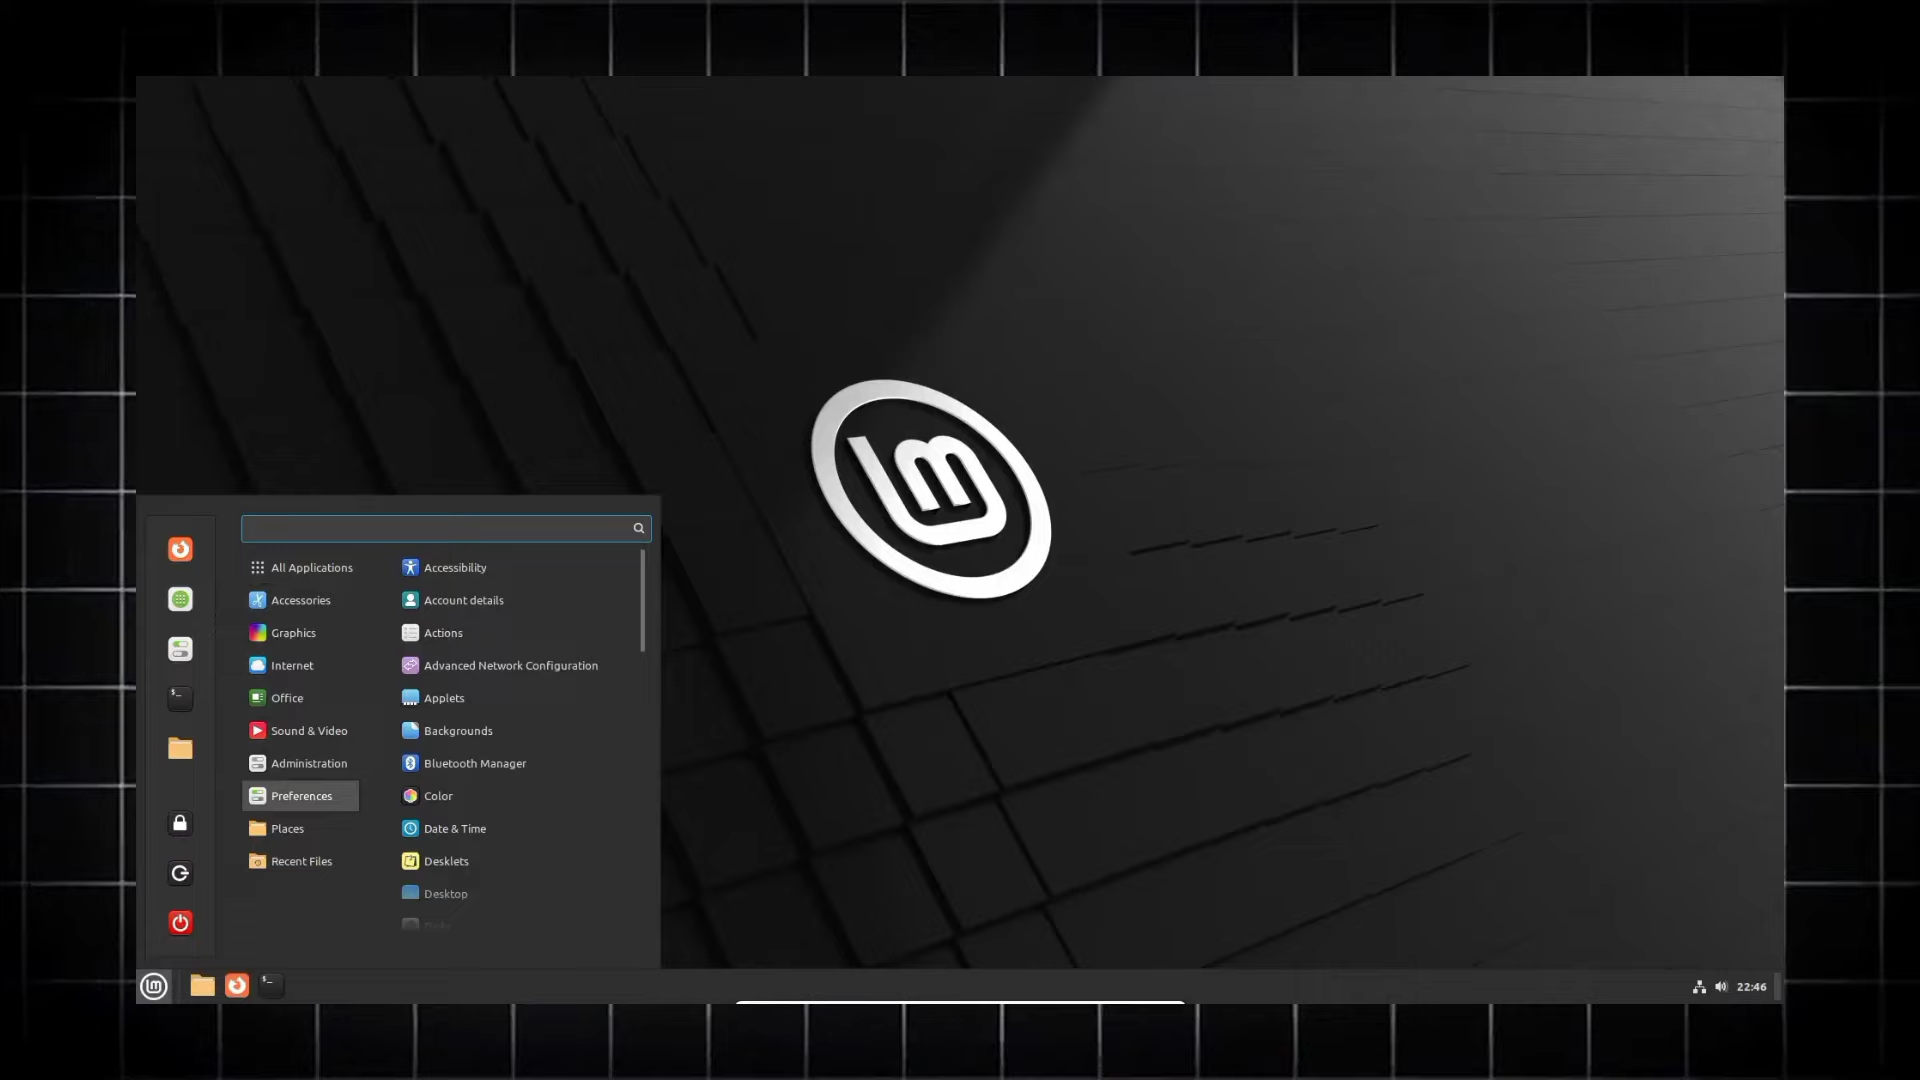 All Applications
Accessories
Graphics
Internet
Office
Sound & Video
Administration
Preferences
Places
Recent Files
Accessibility
Account details
Actions
Advanced Network Configuration
Applets
Backgrounds
Bluetooth Manager
Color
Date & Time
Desklets
Desktop
22:46